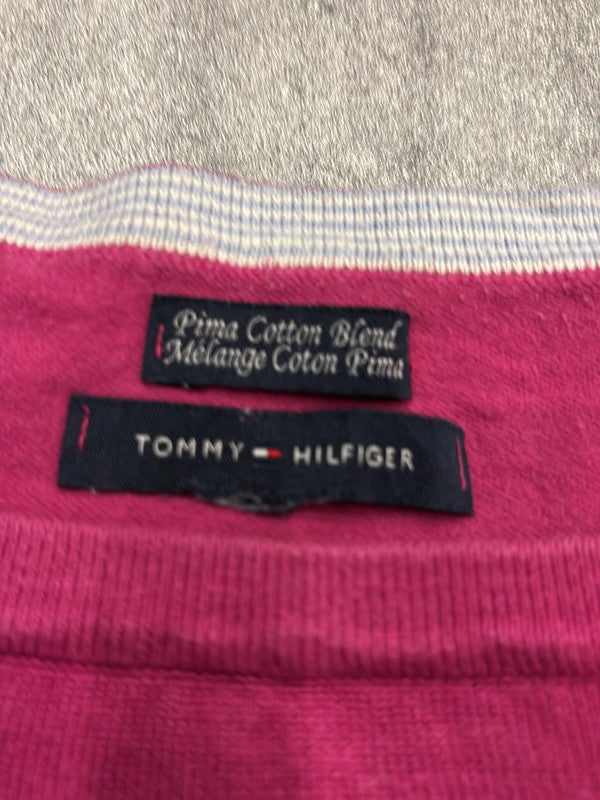 Pima Cotton Blend
Mélange Coton Pima
TOMMY HILFIGER